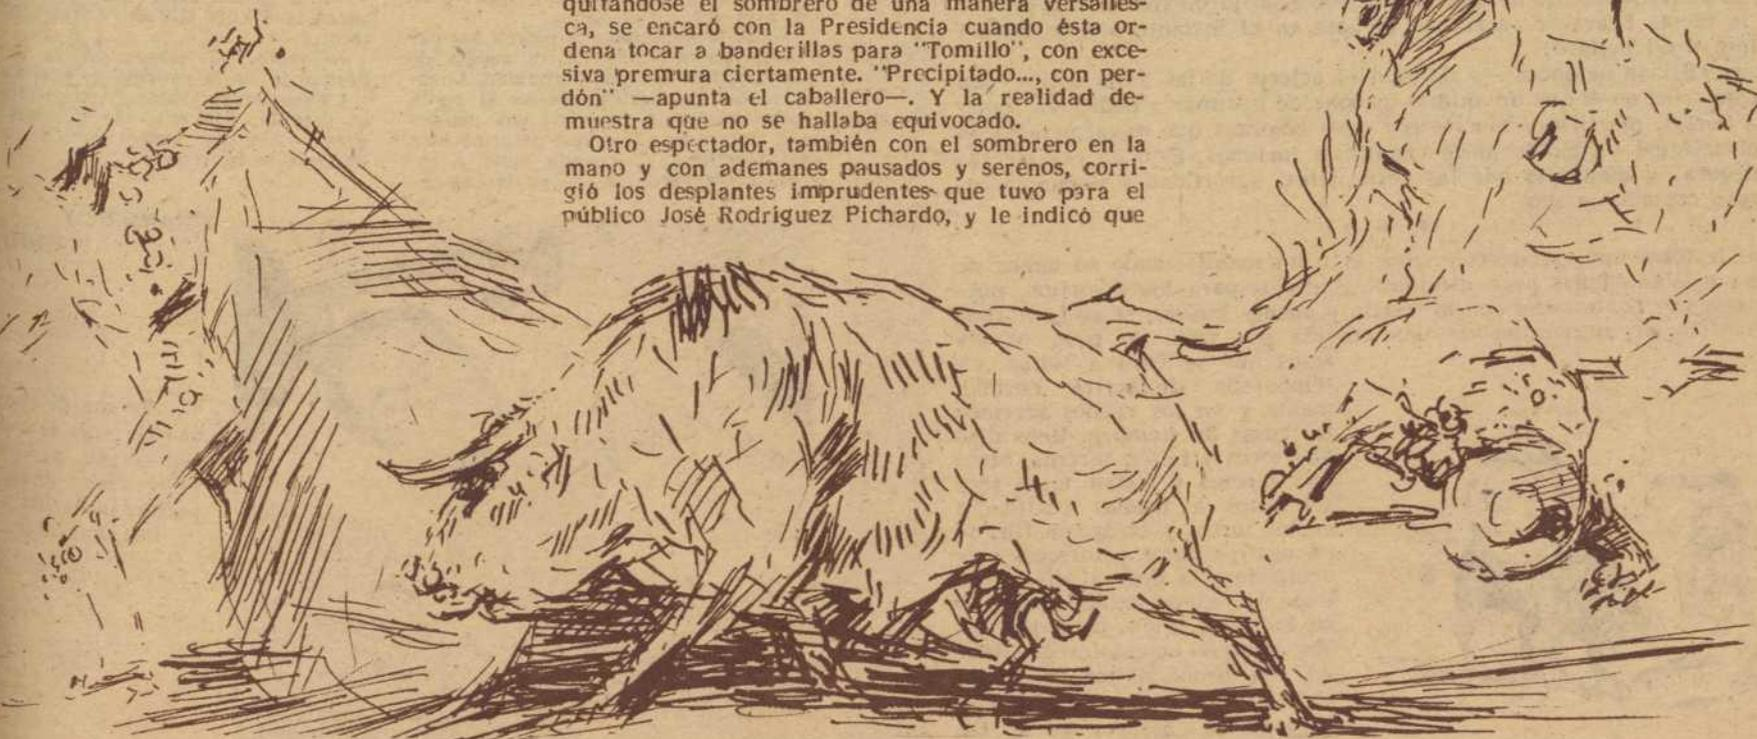 quitándose el sombrero de una manera versalles-
ca, se encaró con la Presidencia cuando ésta or-
dena tocar a banderillas para "Tomillo", con exce-
siva premura ciertamente. "Precipitado..., con per-
dón" —apunta el caballero—. Y la realidad de-
muestra que no se hallaba equivocado.
Otro espectador, también con el sombrero en la
mano y con ademanes pausados y serenos, corri-
gió los desplantes imprudentes que tuvo para el
público José Rodríguez Pichardo, y le indicó que